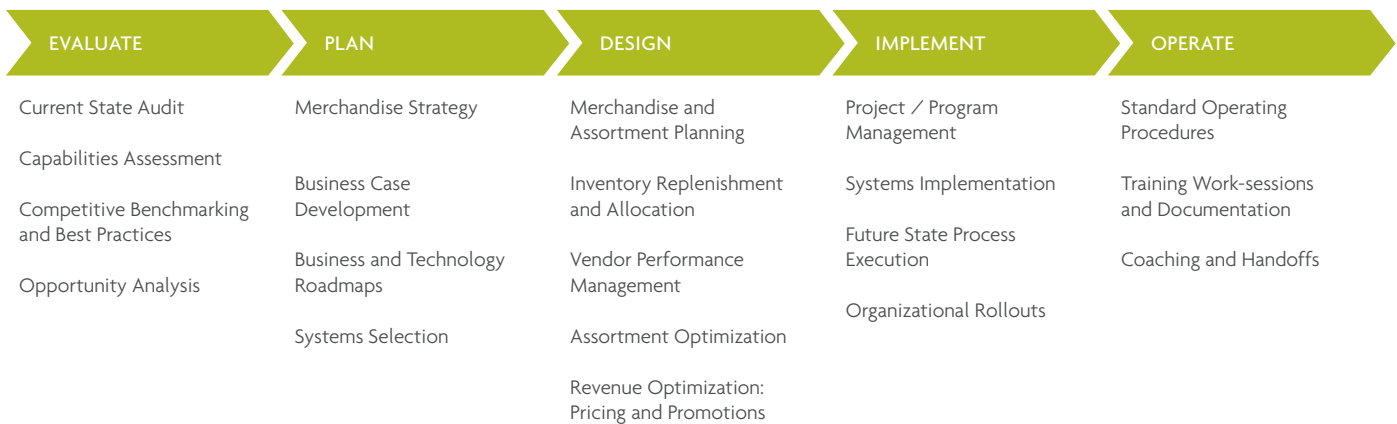 EVALUATE
Current State Audit
Capabilities Assessment
Competitive Benchmarking
and Best Practices
Opportunity Analysis
PLAN
Merchandise Strategy
Business Case
Development
Business and Technology
Roadmaps
Systems Selection
DESIGN
Merchandise and
Assortment Planning
Inventory Replenishment
and Allocation
Vendor Performance
Management
Assortment Optimization
Revenue Optimization:
Pricing and Promotions
IMPLEMENT
Project / Program
Management
Systems Implementation
Future State Process
Execution
Organizational Rollouts
OPERATE
Standard Operating
Procedures
Training Work-sessions
and Documentation
Coaching and Handoffs